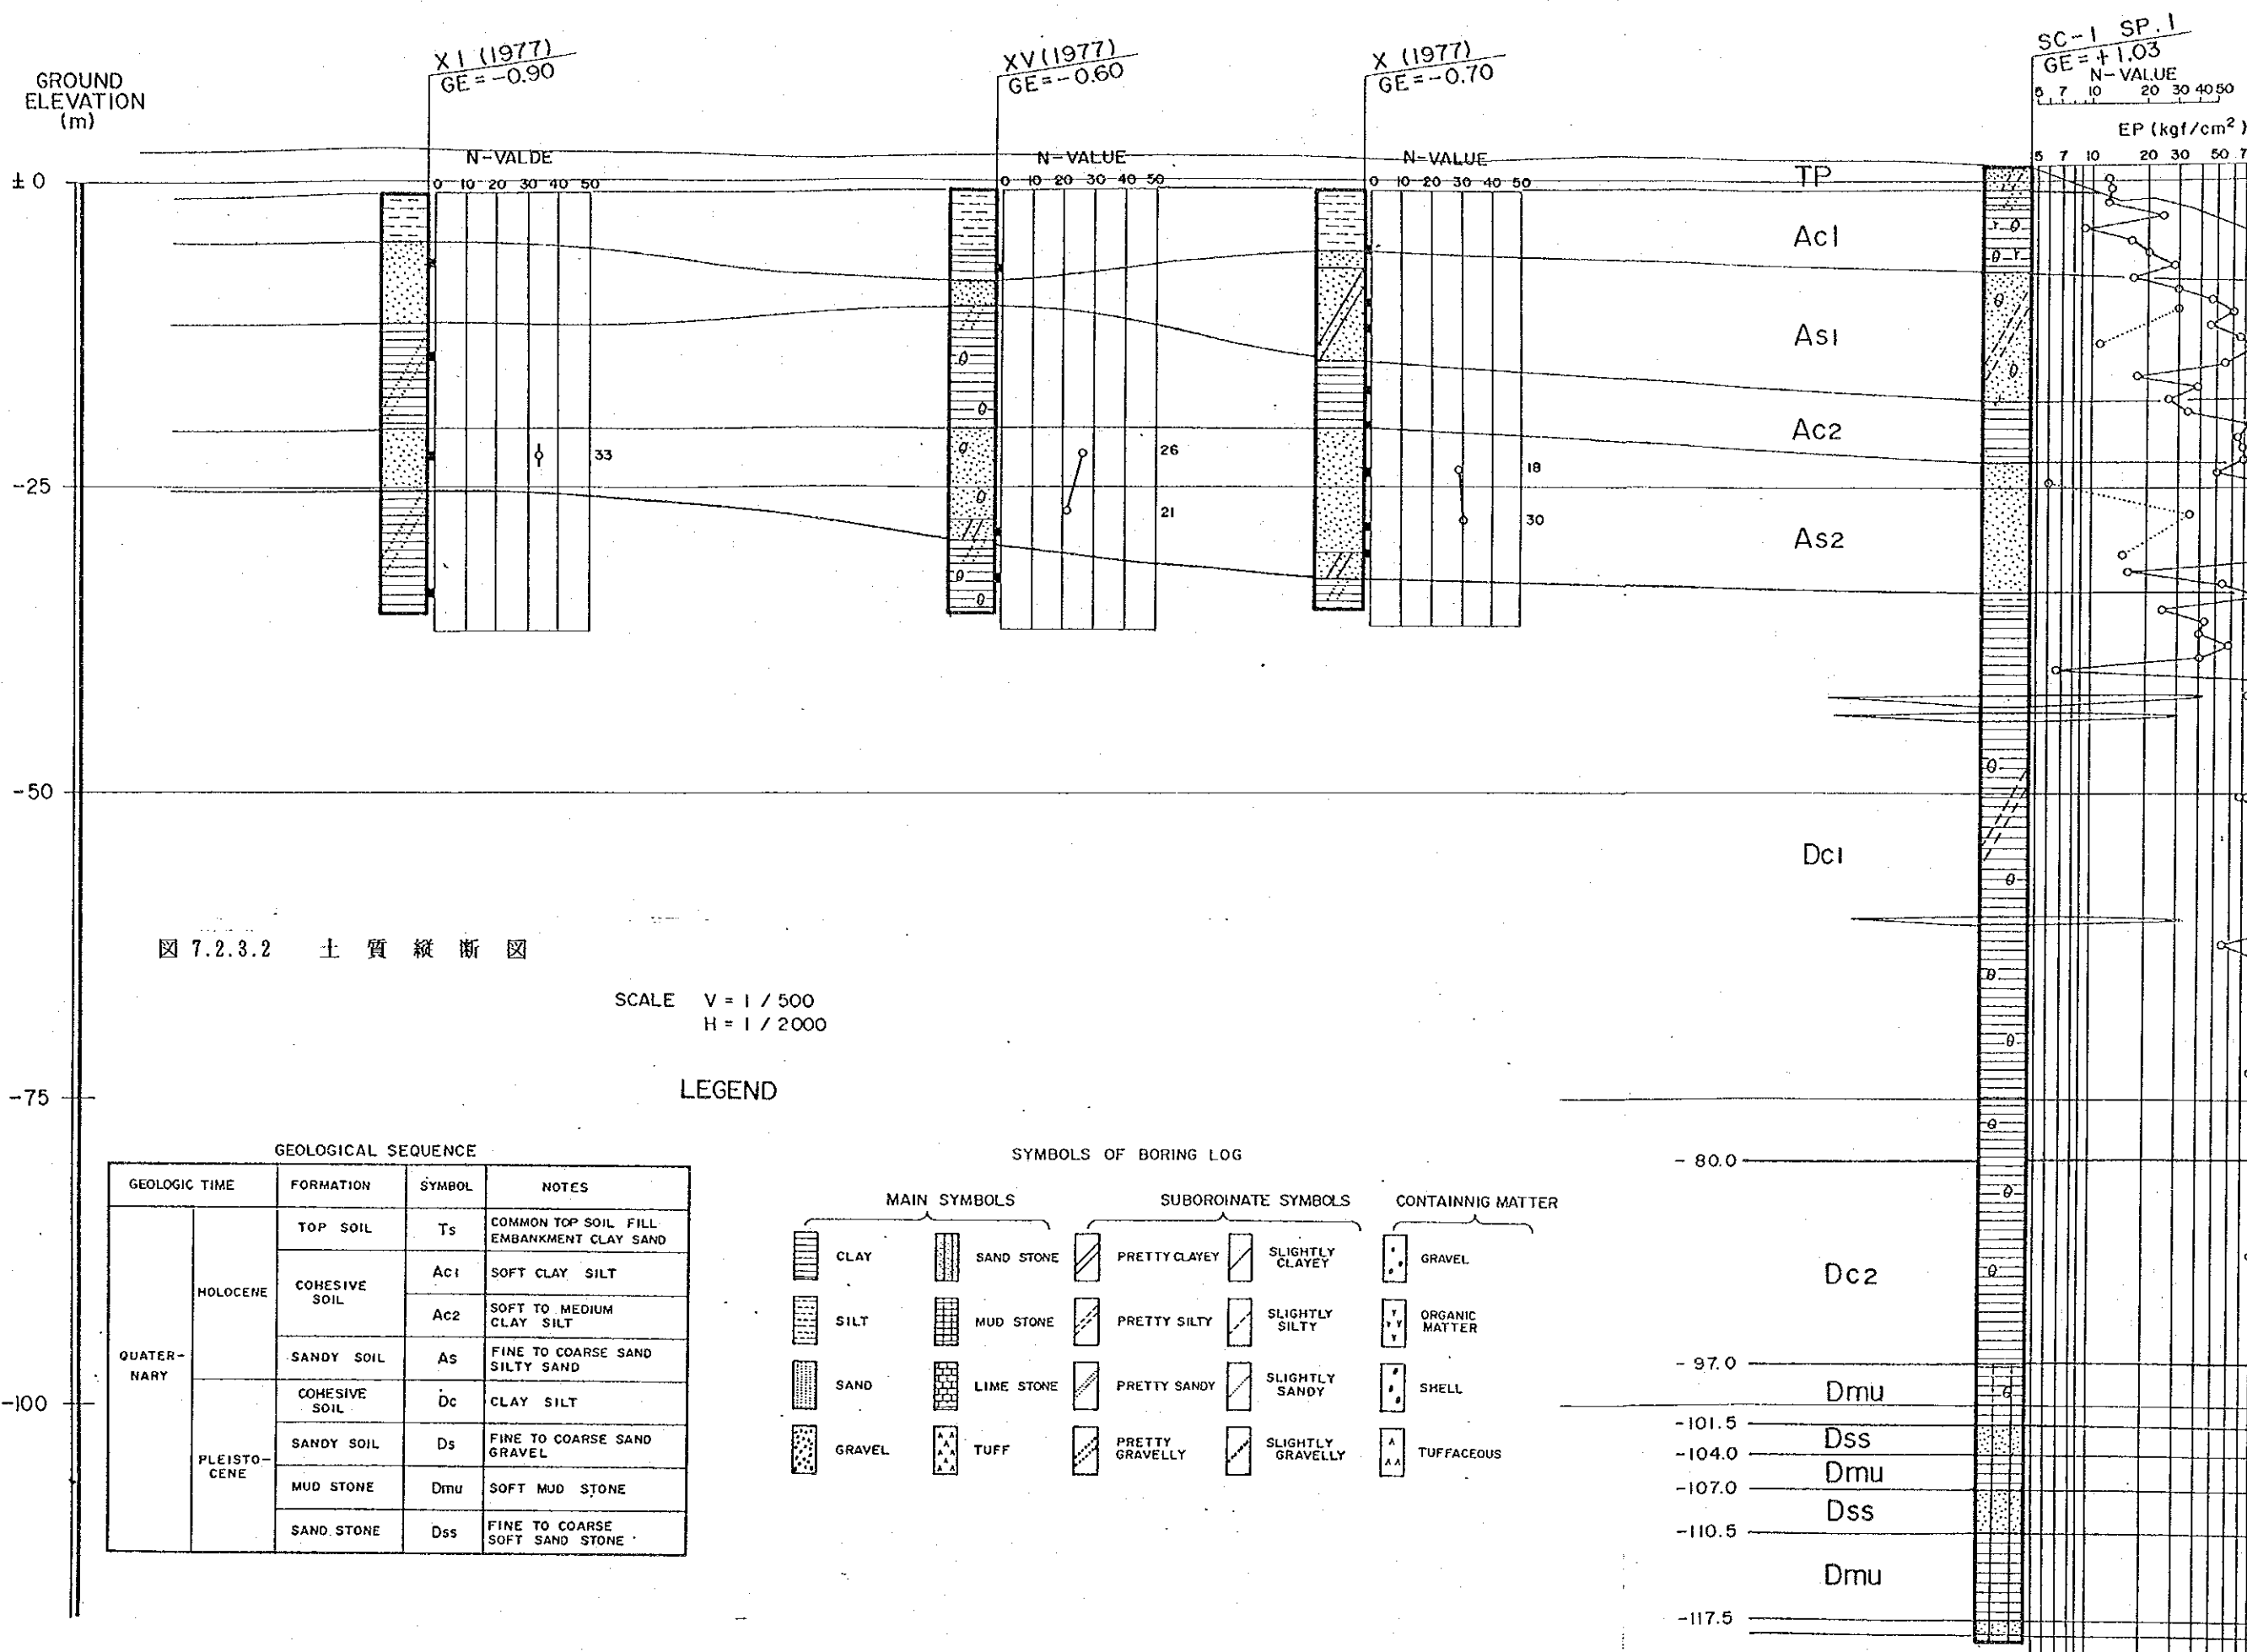 X I (1977)
GE=-0.90
XV (1977)
GE=-0.60
X (1977)
GE=-0.70
SC-1 SP.1
GE=+1.03
N-VALUE
5 7 10 20 30 40 50
EP (kgf/cm²)
5 7 10 20 30 50 7
GROUND
ELEVATION
(m)
N-VALDE
0 10 20 30 40 50
N-VALUE
0 10 20 30 40 50
N-VALUE
0 10 20 30 40 50
± 0
-25
-50
-75
-100
33
26
21
18
30
TP
Ac1
As1
Ac2
As2
Dc1
- 80.0
Dc2
- 97.0
Dmu
-101.5
Dss
-104.0
Dmu
-107.0
Dss
-110.5
Dmu
-117.5
図 7.2.3.2 土 質 縦 断 図
SCALE V = 1 / 500
H = 1 / 2000
LEGEND
GEOLOGICAL SEQUENCE
GEOLOGIC TIME FORMATION SYMBOL NOTES
QUATER-
NARY
HOLOCENE
TOP SOIL Ts COMMON TOP SOIL FILL
EMBANKMENT CLAY SAND
COHESIVE
SOIL
Ac1 SOFT CLAY SILT
Ac2 SOFT TO MEDIUM
CLAY SILT
SANDY SOIL As FINE TO COARSE SAND
SILTY SAND
PLEISTO-
CENE
COHESIVE
SOIL
Dc CLAY SILT
SANDY SOIL Ds FINE TO COARSE SAND
GRAVEL
MUD STONE Dmu SOFT MUD STONE
SAND STONE Dss FINE TO COARSE
SOFT SAND STONE
SYMBOLS OF BORING LOG
MAIN SYMBOLS SUBOROINATE SYMBOLS CONTAINNIG MATTER
CLAY SAND STONE PRETTY CLAYEY SLIGHTLY
CLAYEY GRAVEL
SILT MUD STONE PRETTY SILTY SLIGHTLY
SILTY ORGANIC
MATTER
SAND LIME STONE PRETTY SANDY SLIGHTLY
SANDY SHELL
GRAVEL TUFF PRETTY
GRAVELLY SLIGHTLY
GRAVELLY TUFFACEOUS